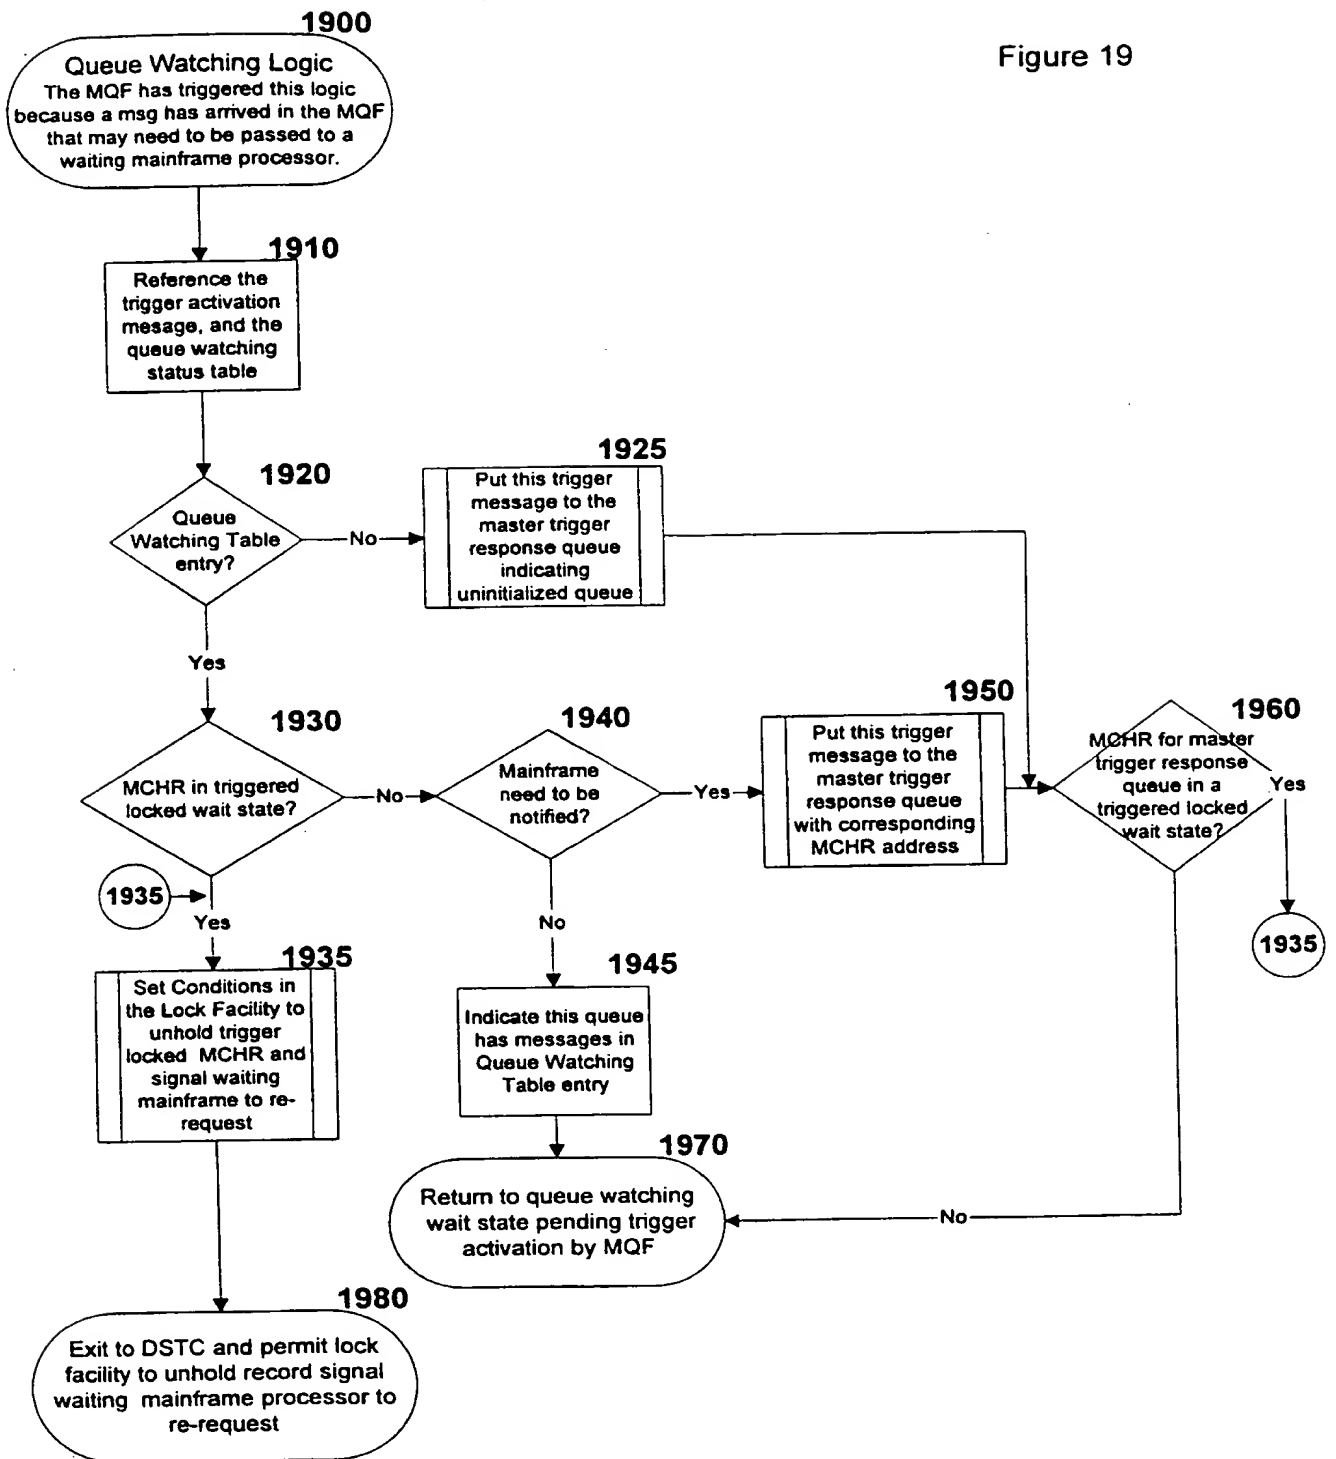 1900
Figure 19
Queue Watching Logic
The MQF has triggered this logic
because a msg has arrived in the MQF
that may need to be passed to a
waiting mainframe processor.
1910
Reference the
trigger activation
mesage, and the
queue watching
status table
1920
Queue
Watching Table
entry?
No
1925
Put this trigger
message to the
master trigger
response queue
indicating
uninitialized queue
Yes
1930
MCHR in triggered
locked wait state?
No
1940
Mainframe
need to be
notified?
Yes
1950
Put this trigger
message to the
master trigger
response queue
with corresponding
MCHR address
1960
MCHR for master
trigger response
queue in a
triggered locked
wait state?
Yes
1935
1935
Yes
No
1935
Set Conditions in
the Lock Facility to
unhold trigger
locked MCHR and
signal waiting
mainframe to re-
request
1945
Indicate this queue
has messages in
Queue Watching
Table entry
1970
Return to queue watching
wait state pending trigger
activation by MQF
No
1980
Exit to DSTC and permit lock
facility to unhold record signal
waiting mainframe processor to
re-request